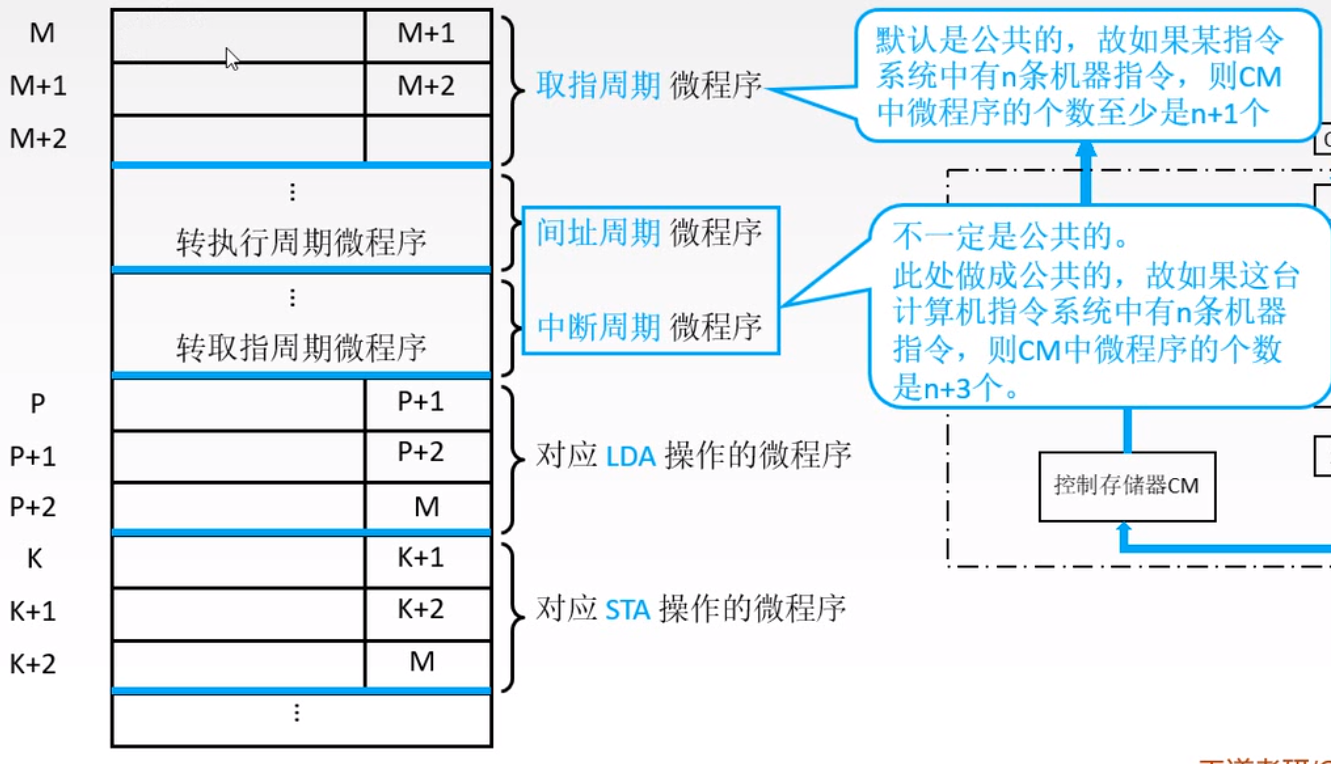 M M+1
M+1 M+2
M+2
取指周期 微程序
默认是公共的，故如果某指令
系统中有n条机器指令，则CM
中微程序的个数至少是n+1个
⋮
转执行周期微程序
间址周期 微程序
⋮
转取指周期微程序
中断周期 微程序
不一定是公共的。
此处做成公共的，故如果这台
计算机指令系统中有n条机器
指令，则CM中微程序的个数
是n+3个。
P P+1
P+1 P+2
P+2 M
对应 LDA 操作的微程序
控制存储器CM
K K+1
K+1 K+2
K+2 M
对应 STA 操作的微程序
⋮